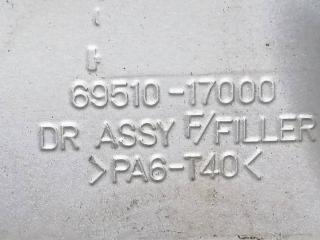 69510-17000
DR ASSY F/FILLER
>PA6-T40<